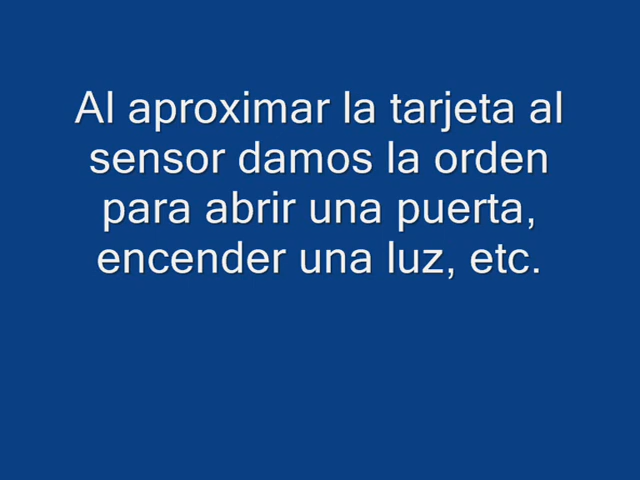 Al aproximar la tarjeta al
sensor damos la orden
para abrir una puerta,
encender una luz, etc.